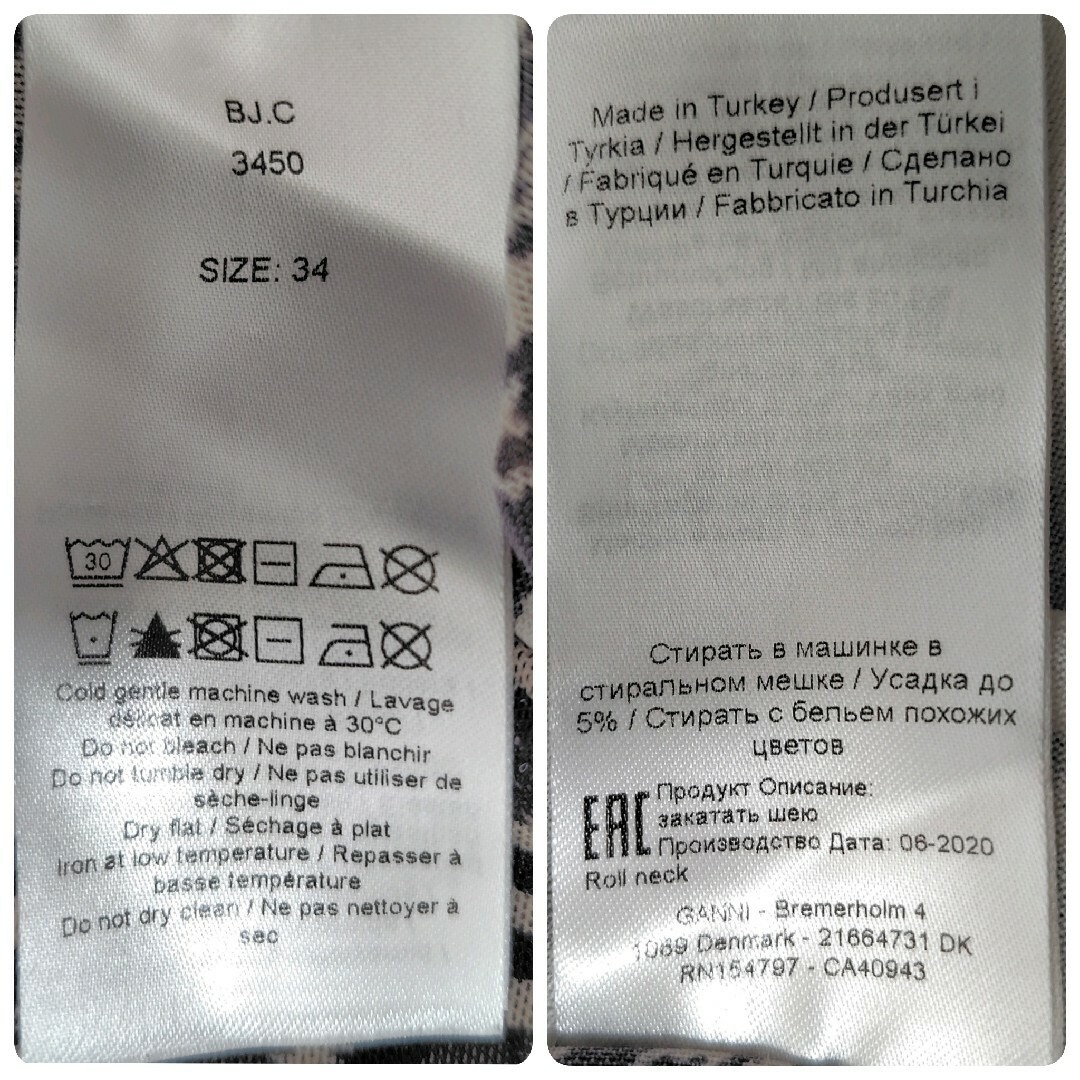 BJ.C
3450
SIZE: 34
30
Cold gentle machine wash / Lavage
délicat en machine à 30°C
Do not bleach / Ne pas blanchir
Do not tumble dry / Ne pas utiliser de
sèche-linge
Dry flat / Séchage à plat
Iron at low temperature / Repasser à
basse température
Do not dry clean / Ne pas nettoyer à
sec
Made in Turkey / Produsert i
Tyrkia / Hergestellt in der Türkei
/ Fabriqué en Turquie / Сделано
в Турции / Fabbricato in Turchia
Стирать в машинке в
стиральном мешке / Усадка до
5% / Стирать с бельем похожих
цветов
EAC
Продукт Описание:
закатать шею
Производство Дата: 06-2020
Roll neck
GANNI - Bremerholm 4
1069 Denmark - 21664731 DK
RN154797 - CA40943